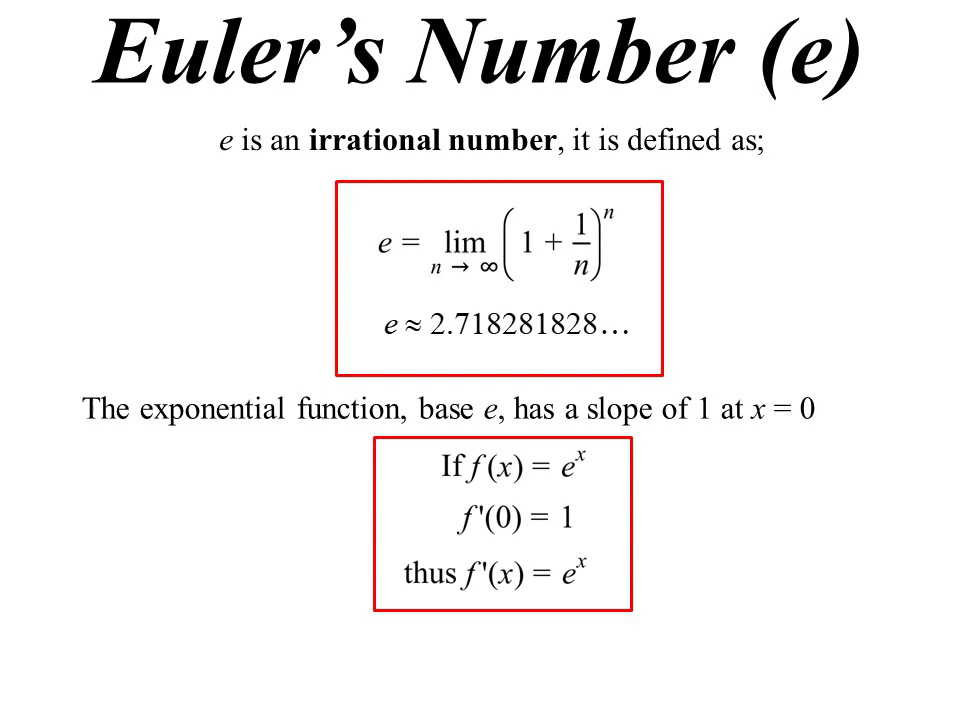 Euler’s Number (e)
e is an irrational number, it is defined as;
e = lim n → ∞ (1 + 1/n)^n
e ≈ 2.718281828…
The exponential function, base e, has a slope of 1 at x = 0
If f (x) = e^x
f '(0) = 1
thus f '(x) = e^x